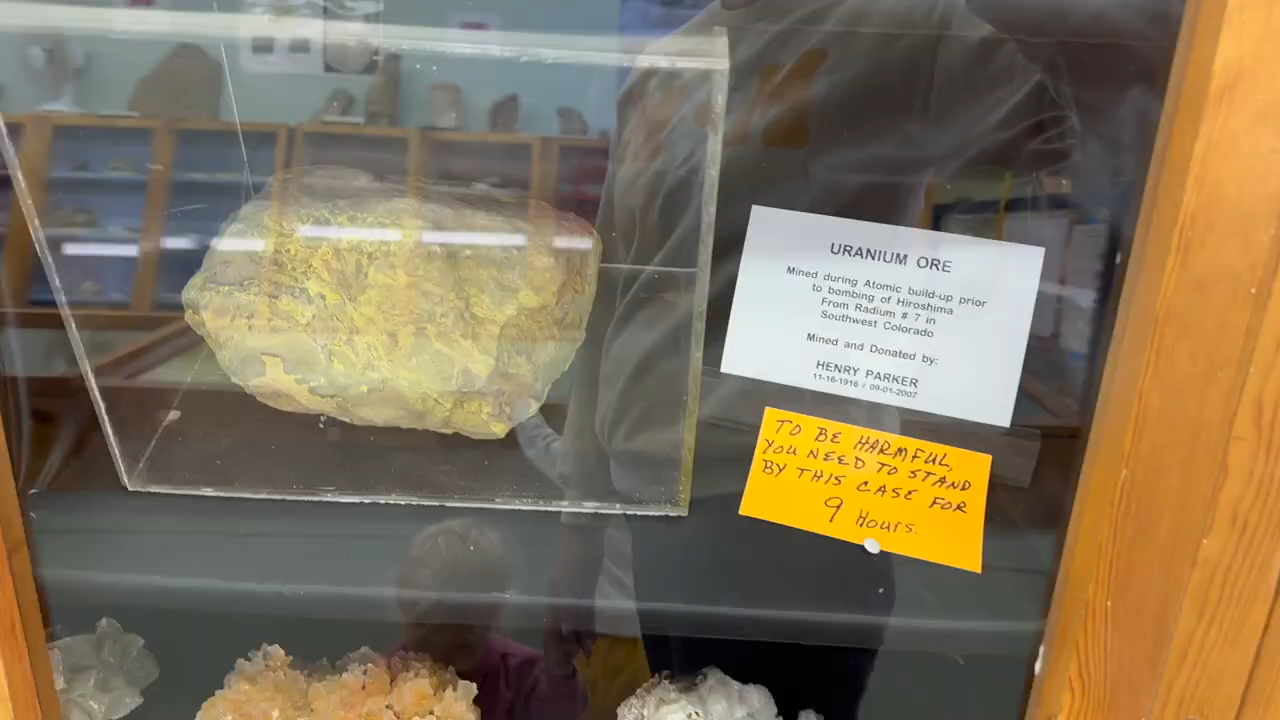 URANIUM ORE
Mined during Atomic build-up prior
to bombing of Hiroshima
From Radium # 7 in
Southwest Colorado
Mined and Donated by:
HENRY PARKER
11-16-1916 / 09-01-2007
TO BE HARMFUL,
YOU NEED TO STAND
BY THIS CASE FOR
9 HOURS.